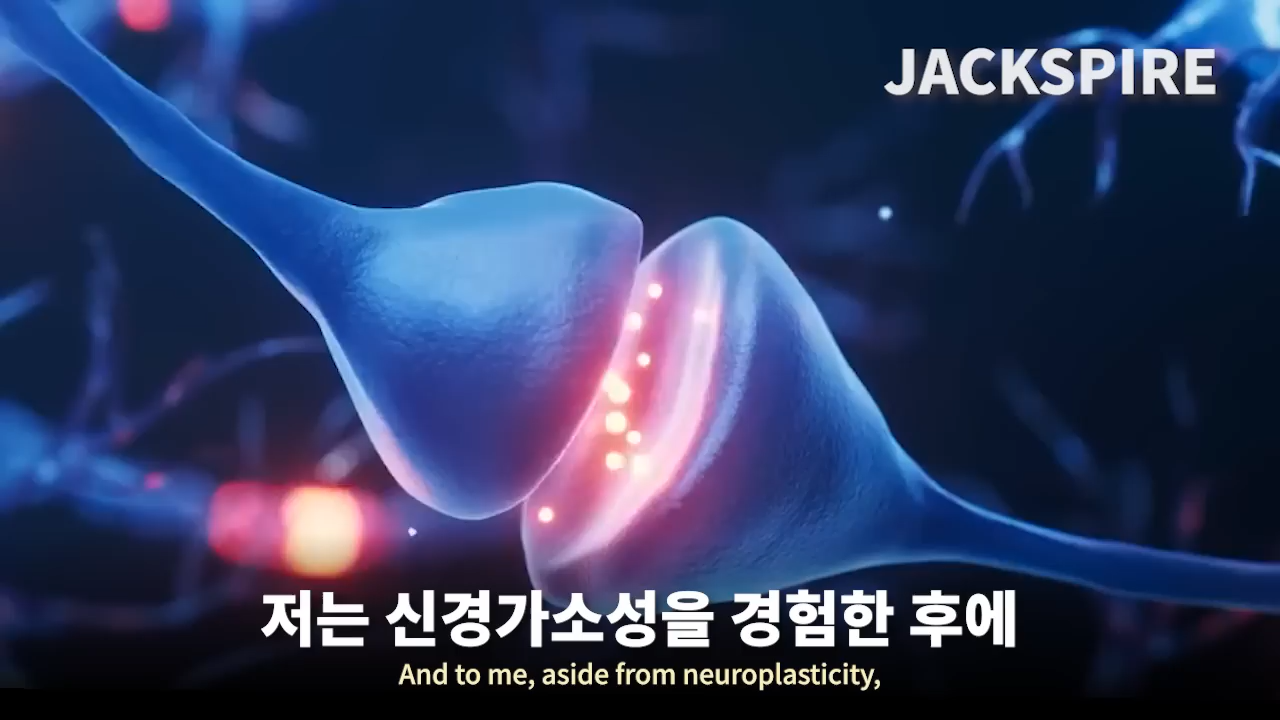 JACKSPIRE
저는 신경가소성을 경험한 후에
And to me, aside from neuroplasticity,